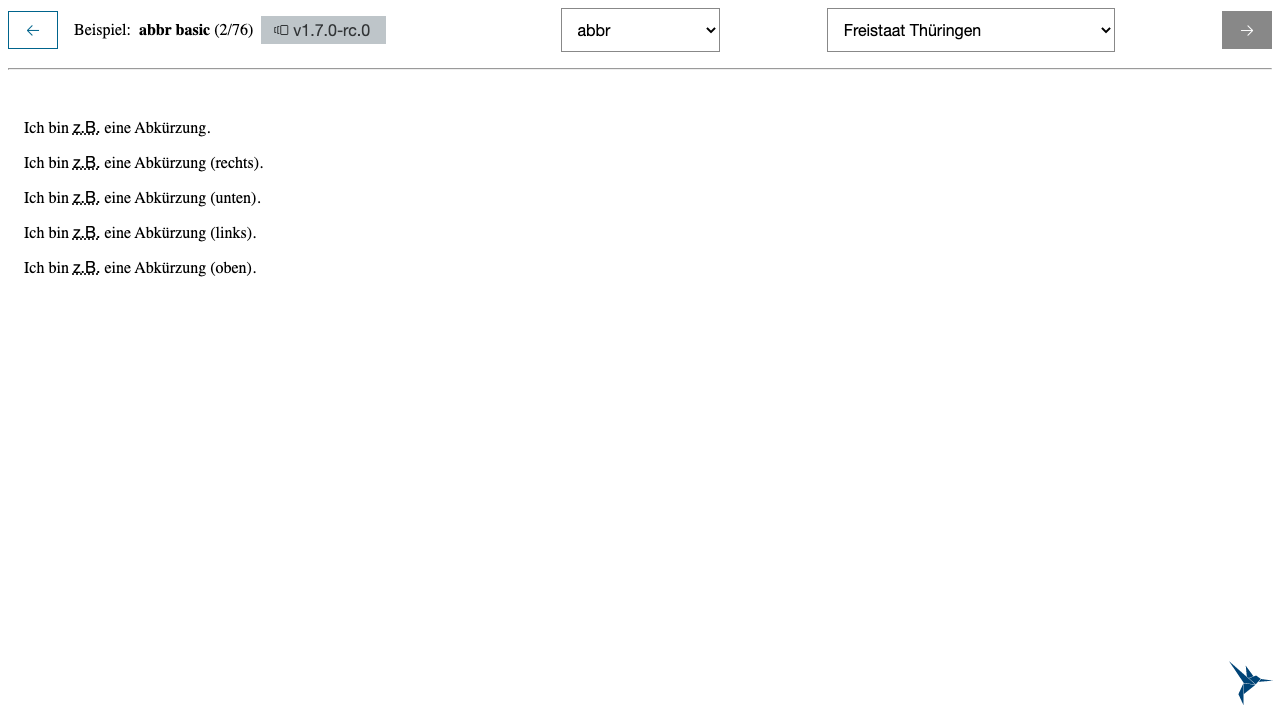 Beispiel: abbr basic (2/76) v1.7.0-rc.0 abbr Freistaat Thüringen
Ich bin z.B. eine Abkürzung.
Ich bin z.B. eine Abkürzung (rechts).
Ich bin z.B. eine Abkürzung (unten).
Ich bin z.B. eine Abkürzung (links).
Ich bin z.B. eine Abkürzung (oben).